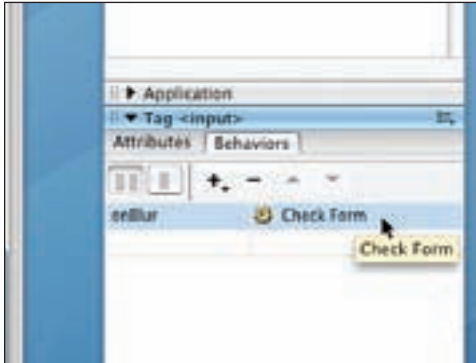 Application
Tag <input>
Attributes Behaviors
onBlur Check Form
Check Form